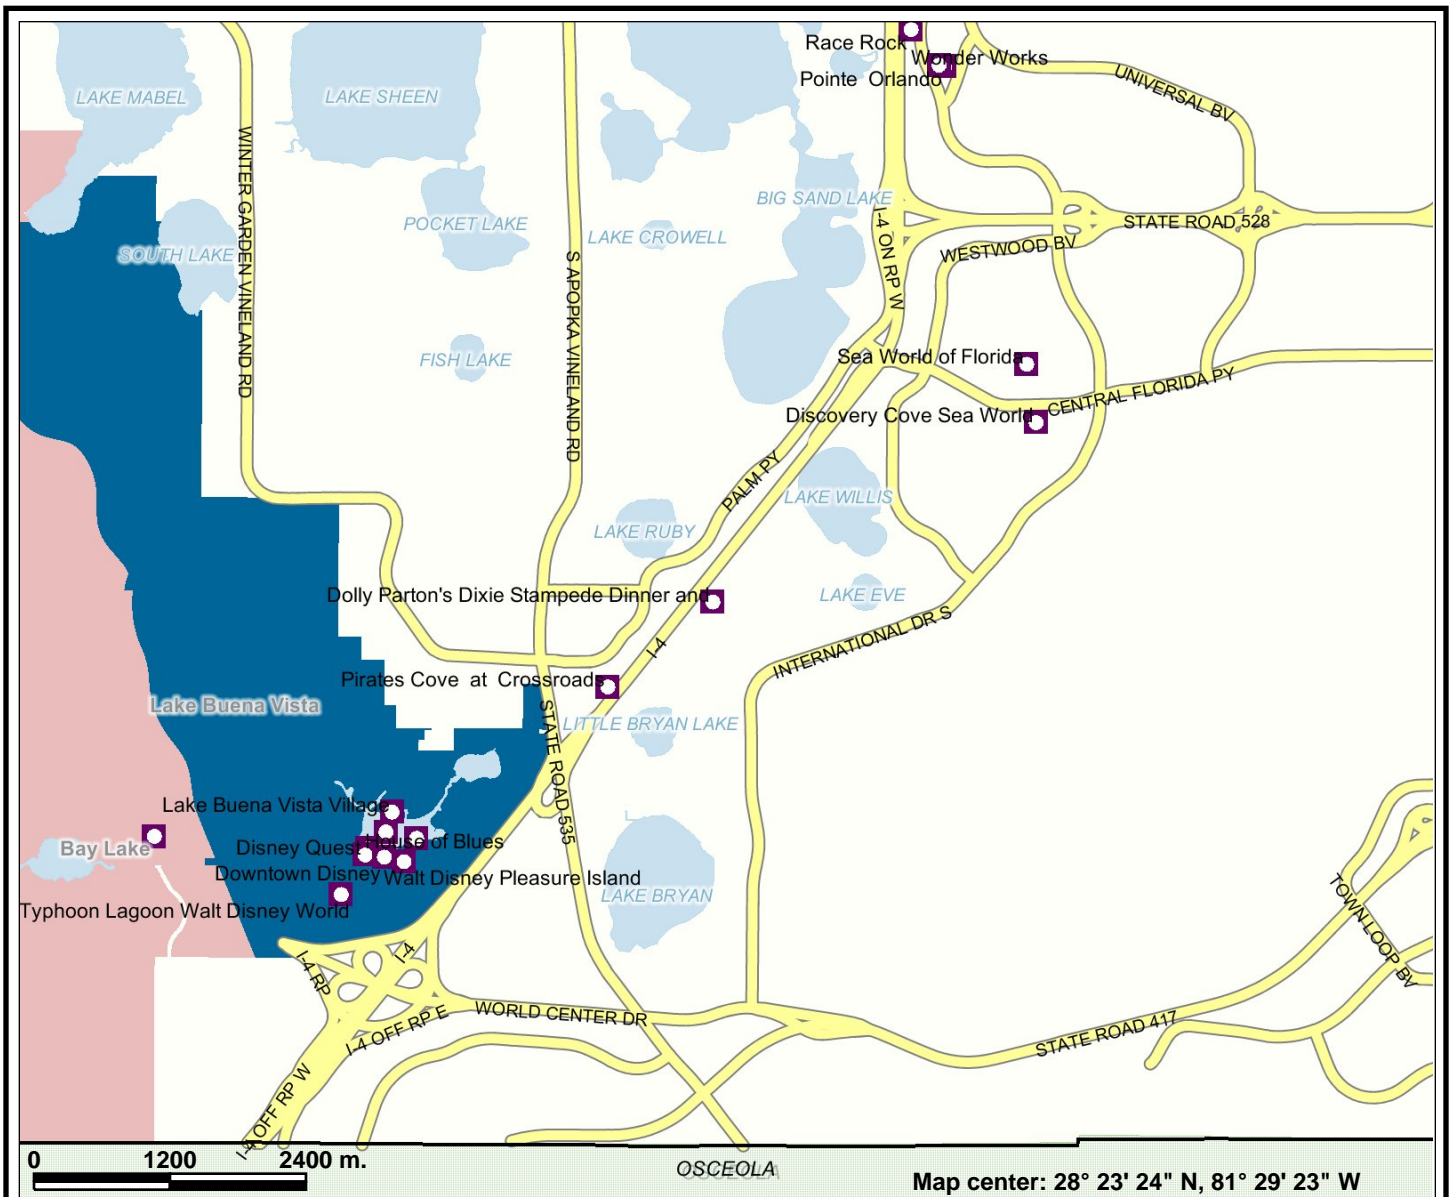 Race Rock
Wonder Works
Pointe Orlando
UNIVERSAL BV
LAKE MABEL
LAKE SHEEN
WINTER GARDEN VINELAND RD
BIG SAND LAKE
POCKET LAKE
LAKE CROWELL
SOUTH LAKE
I-4 ON RP W
STATE ROAD 528
WESTWOOD BV
S APOPKA VINELAND RD
FISH LAKE
Sea World of Florida
CENTRAL FLORIDA PY
Discovery Cove Sea World
PALM PY
LAKE WILLIS
LAKE RUBY
Dolly Parton's Dixie Stampede Dinner and
LAKE EVE
INTERNATIONAL DR S
I-4
Pirates Cove at Crossroads
Lake Buena Vista
LITTLE BRYAN LAKE
STATE ROAD 535
Lake Buena Vista Village
House of Blues
Bay Lake
Disney Quest
Downtown Disney
Walt Disney Pleasure Island
LAKE BRYAN
Typhoon Lagoon Walt Disney World
TOWN LOOP BV
I-4
I-4 RP
WORLD CENTER DR
I-4 OFF RP E
STATE ROAD 417
I-4 OFF RP W
0 1200 2400 m.
OSCEOLA
Map center: 28° 23' 24" N, 81° 29' 23" W